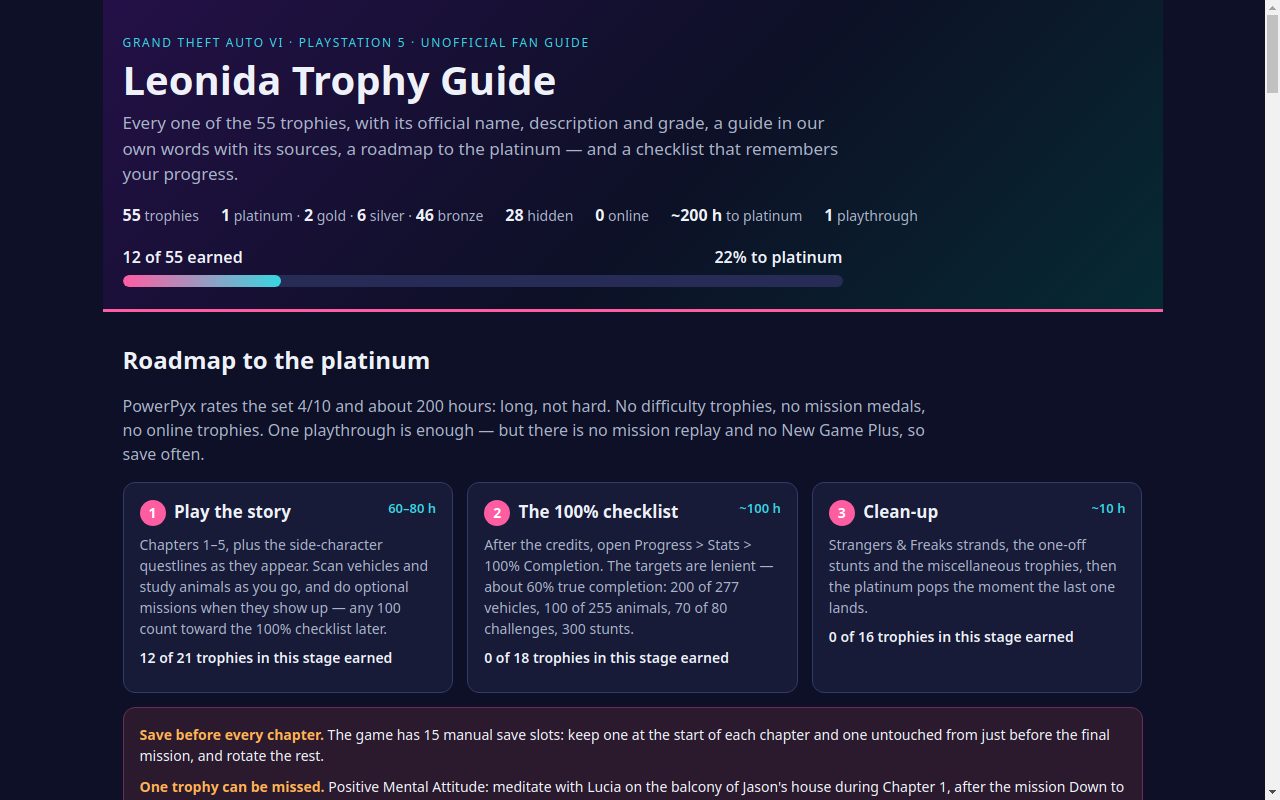 GRAND THEFT AUTO VI · PLAYSTATION 5 · UNOFFICIAL FAN GUIDE
Leonida Trophy Guide
Every one of the 55 trophies, with its official name, description and grade, a guide in our
own words with its sources, a roadmap to the platinum — and a checklist that remembers
your progress.
55 trophies 1 platinum · 2 gold · 6 silver · 46 bronze 28 hidden 0 online ~200 h to platinum 1 playthrough
12 of 55 earned 22% to platinum
Roadmap to the platinum
PowerPyx rates the set 4/10 and about 200 hours: long, not hard. No difficulty trophies, no mission medals,
no online trophies. One playthrough is enough — but there is no mission replay and no New Game Plus, so
save often.
1 Play the story 60–80 h
Chapters 1–5, plus the side-character
questlines as they appear. Scan vehicles and
study animals as you go, and do optional
missions when they show up — any 100
count toward the 100% checklist later.
12 of 21 trophies in this stage earned
2 The 100% checklist ~100 h
After the credits, open Progress > Stats >
100% Completion. The targets are lenient —
about 60% true completion: 200 of 277
vehicles, 100 of 255 animals, 70 of 80
challenges, 300 stunts.
0 of 18 trophies in this stage earned
3 Clean-up ~10 h
Strangers & Freaks strands, the one-off
stunts and the miscellaneous trophies, then
the platinum pops the moment the last one
lands.
0 of 16 trophies in this stage earned
Save before every chapter. The game has 15 manual save slots: keep one at the start of each chapter and one untouched from just before the final
mission, and rotate the rest.
One trophy can be missed. Positive Mental Attitude: meditate with Lucia on the balcony of Jason's house during Chapter 1, after the mission Down to